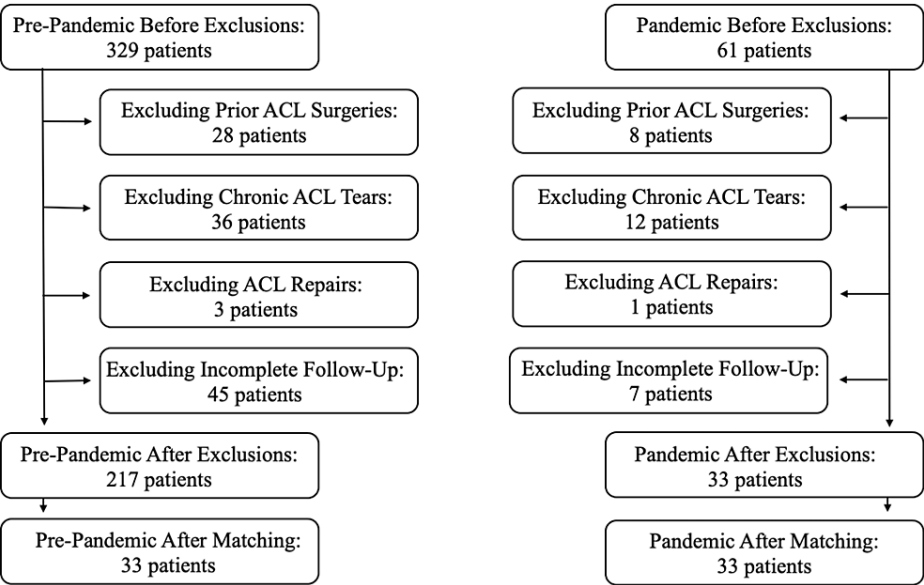 Pre-Pandemic Before Exclusions:
329 patients
Excluding Prior ACL Surgeries:
28 patients
Excluding Chronic ACL Tears:
36 patients
Excluding ACL Repairs:
3 patients
Excluding Incomplete Follow-Up:
45 patients
Pre-Pandemic After Exclusions:
217 patients
Pre-Pandemic After Matching:
33 patients
Pandemic Before Exclusions:
61 patients
Excluding Prior ACL Surgeries:
8 patients
Excluding Chronic ACL Tears:
12 patients
Excluding ACL Repairs:
1 patients
Excluding Incomplete Follow-Up:
7 patients
Pandemic After Exclusions:
33 patients
Pandemic After Matching:
33 patients